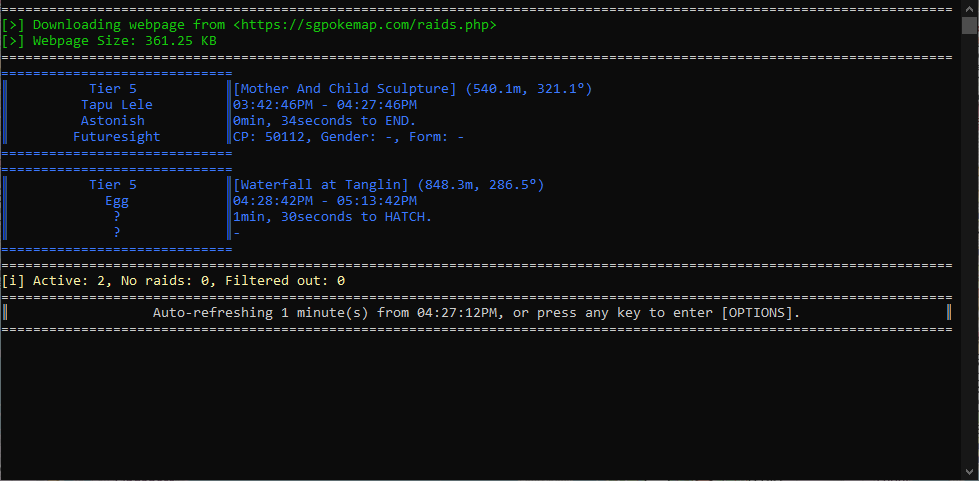 [>] Downloading webpage from <https://sgpokemap.com/raids.php>
[>] Webpage Size: 361.25 KB
Tier 5 [Mother And Child Sculpture] (540.1m, 321.1°)
Tapu Lele 03:42:46PM - 04:27:46PM
Astonish 0min, 34seconds to END.
Futuresight CP: 50112, Gender: -, Form: -
Tier 5 [Waterfall at Tanglin] (848.3m, 286.5°)
Egg 04:28:42PM - 05:13:42PM
? 1min, 30seconds to HATCH.
? -
[i] Active: 2, No raids: 0, Filtered out: 0
Auto-refreshing 1 minute(s) from 04:27:12PM, or press any key to enter [OPTIONS].